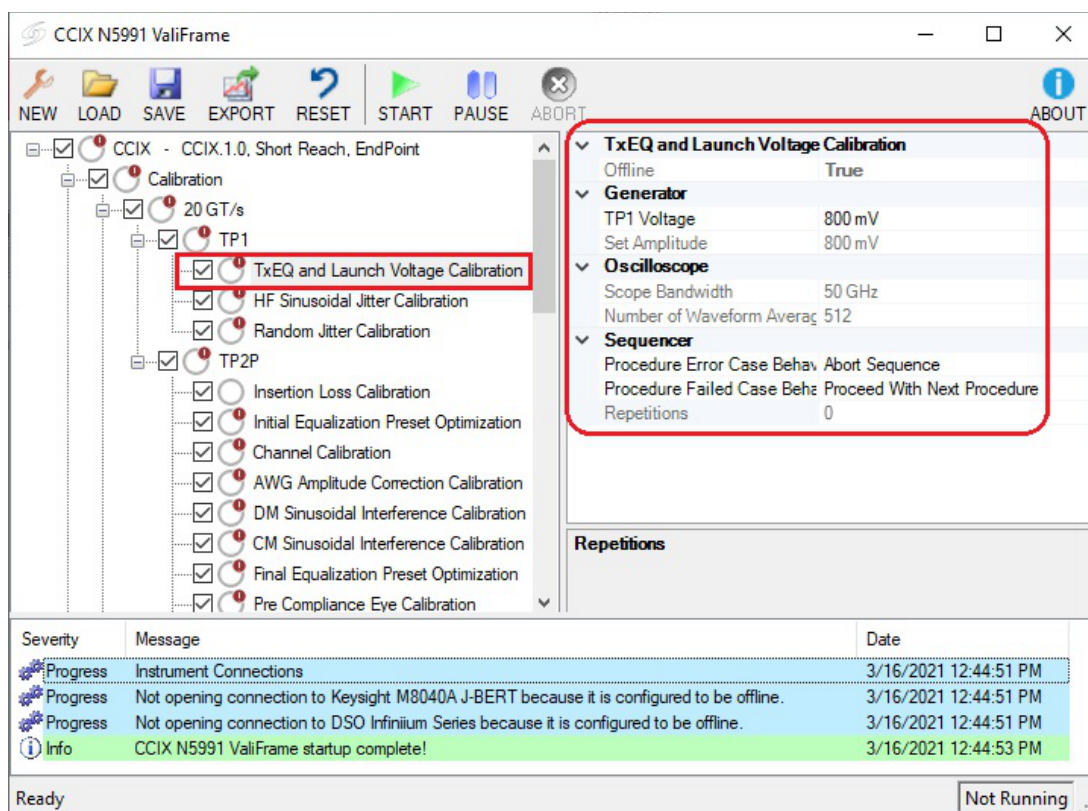 CCIX N5991 ValiFrame
NEW LOAD SAVE EXPORT RESET START PAUSE ABORT ABOUT
CCIX - CCIX.1.0, Short Reach, EndPoint
Calibration
20 GT/s
TP1
TxEQ and Launch Voltage Calibration
HF Sinusoidal Jitter Calibration
Random Jitter Calibration
TP2P
Insertion Loss Calibration
Initial Equalization Preset Optimization
Channel Calibration
AWG Amplitude Correction Calibration
DM Sinusoidal Interference Calibration
CM Sinusoidal Interference Calibration
Final Equalization Preset Optimization
Pre Compliance Eye Calibration
TxEQ and Launch Voltage Calibration
Offline True
Generator
TP1 Voltage 800 mV
Set Amplitude 800 mV
Oscilloscope
Scope Bandwidth 50 GHz
Number of Waveform Averag 512
Sequencer
Procedure Error Case Behav Abort Sequence
Procedure Failed Case Beha Proceed With Next Procedure
Repetitions 0
Repetitions
Severity Message Date
Progress Instrument Connections 3/16/2021 12:44:51 PM
Progress Not opening connection to Keysight M8040A J-BERT because it is configured to be offline. 3/16/2021 12:44:51 PM
Progress Not opening connection to DSO Infiniium Series because it is configured to be offline. 3/16/2021 12:44:51 PM
Info CCIX N5991 ValiFrame startup complete! 3/16/2021 12:44:53 PM
Ready Not Running